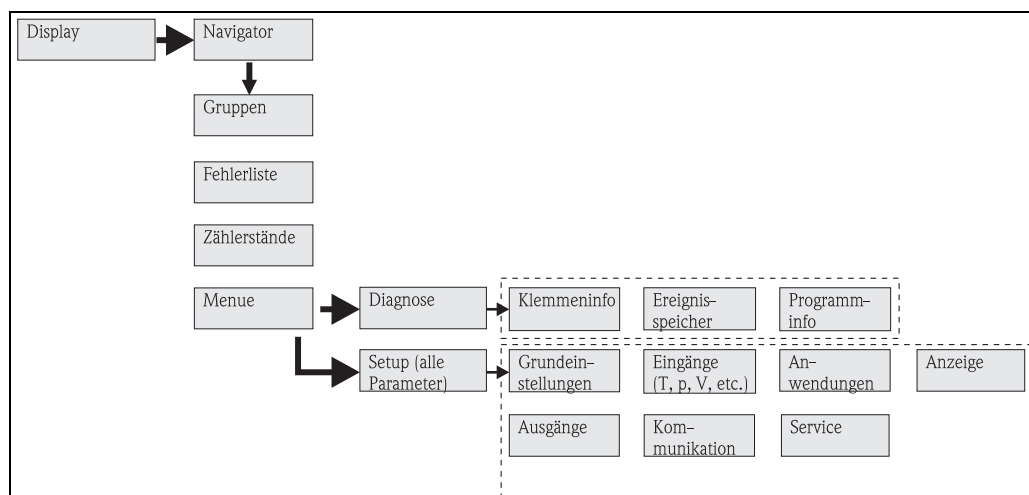 Display
Navigator
Gruppen
Fehlerliste
Zählerstände
Menue
Diagnose
Klemmeninfo
Ereignis-
speicher
Programm-
info
Setup (alle
Parameter)
Grundein-
stellungen
Eingänge
(T, p, V, etc.)
An-
wendungen
Anzeige
Ausgänge
Kom-
munikation
Service